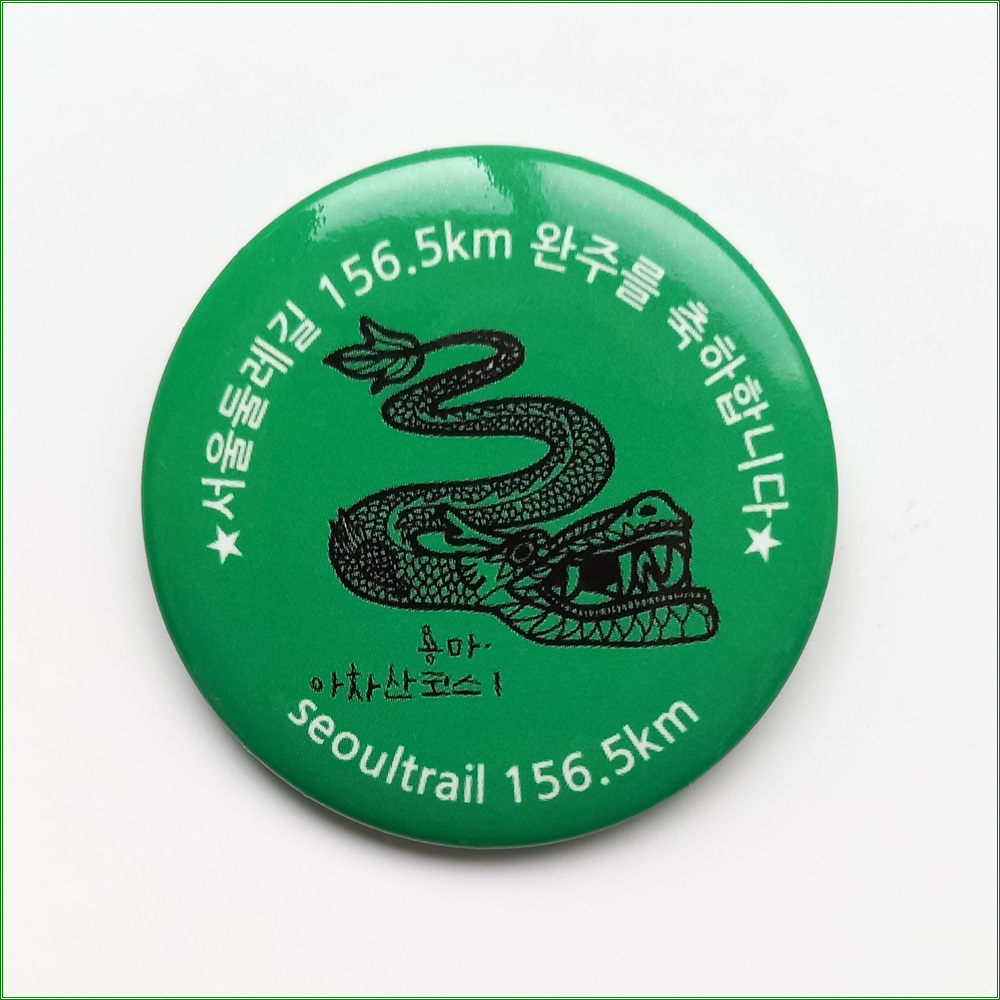 ★서울둘레길 156.5km 완주를 축하합니다★
용마·
아차산코스1
seoultrail 156.5km